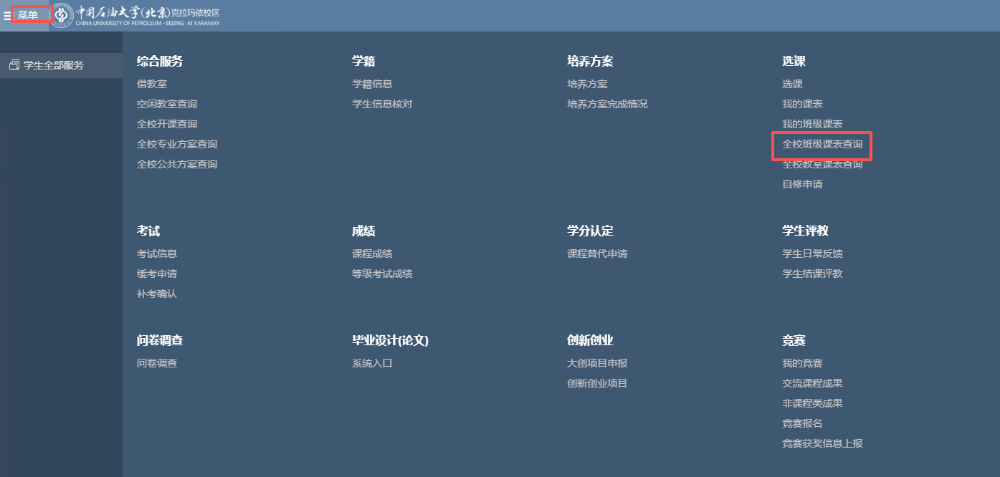 菜单
中国石油大学(北京)克拉玛依校区
CHINA UNIVERSITY OF PETROLEUM-BEIJING AT KARAMAY
学生全部服务
综合服务
借教室
空闲教室查询
全校开课查询
全校专业方案查询
全校公共方案查询
学籍
学籍信息
学生信息核对
培养方案
培养方案
培养方案完成情况
选课
选课
我的课表
我的班级课表
全校班级课表查询
全校教室课表查询
自修申请
考试
考试信息
缓考申请
补考确认
成绩
课程成绩
等级考试成绩
学分认定
课程替代申请
学生评教
学生日常反馈
学生结课评教
问卷调查
问卷调查
毕业设计(论文)
系统入口
创新创业
大创项目申报
创新创业项目
竞赛
我的竞赛
交流课程成果
非课程类成果
竞赛报名
竞赛获奖信息上报